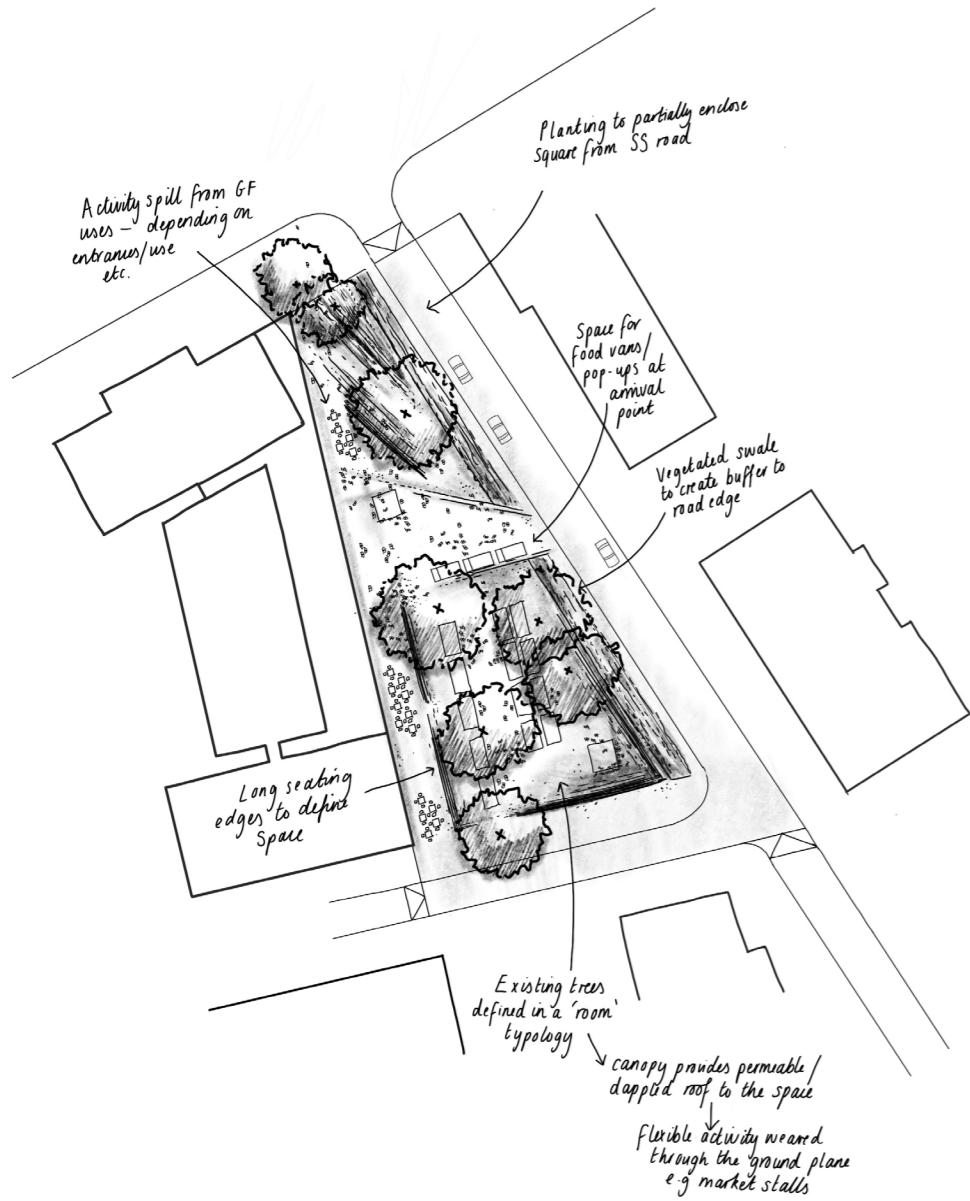 Planting to partially enclose
square from SS road
Activity spill from GF
uses – depending on
entrances/use
etc.
Space for
food vans/
pop-ups at
arrival
point
Vegetated swale
to create buffer to
road edge
Long seating
edges to define
space
Existing trees
defined in a 'room'
typology
canopy provides permeable/
dappled roof to the space
flexible activity weaved
through the ground plane
e.g market stalls